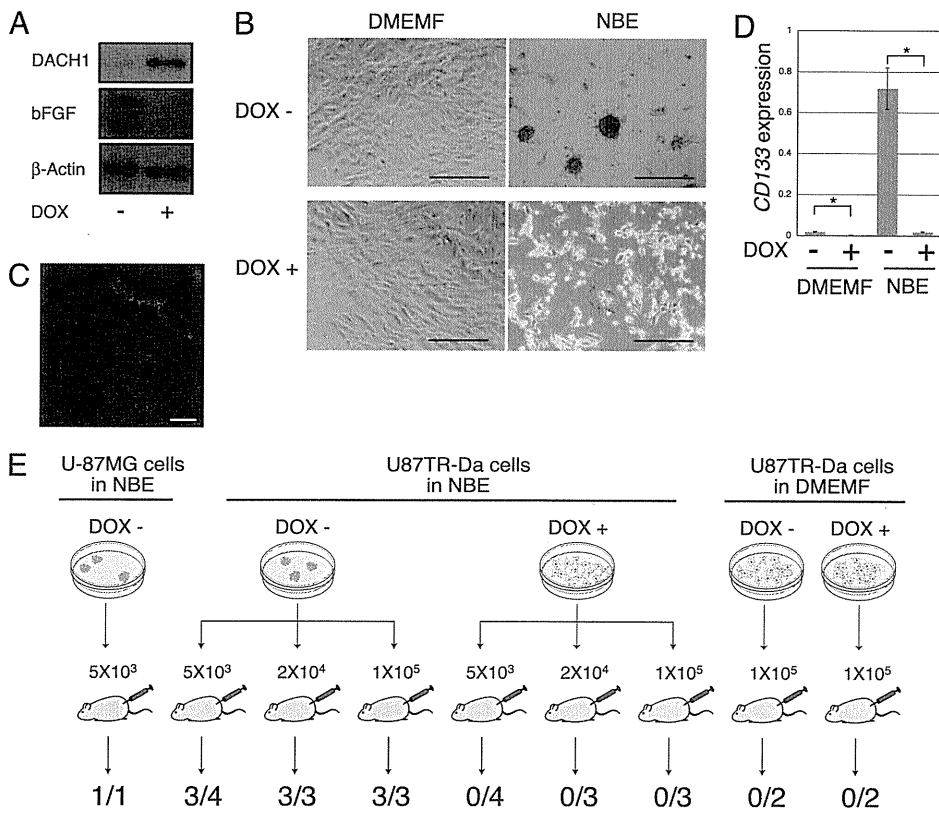 A
DACH1
bFGF
β-Actin
DOX - +
B
DMEMF NBE
DOX -
DOX +
C
D
CD133 expression
1
0.8
0.6
0.4
0.2
0
* *
DOX - + - +
DMEMF NBE
E
U-87MG cells
in NBE
U87TR-Da cells
in NBE
U87TR-Da cells
in DMEMF
DOX - DOX - DOX + DOX - DOX +
5X10³ 5X10³ 2X10⁴ 1X10⁵ 5X10³ 2X10⁴ 1X10⁵ 1X10⁵ 1X10⁵
1/1 3/4 3/3 3/3 0/4 0/3 0/3 0/2 0/2